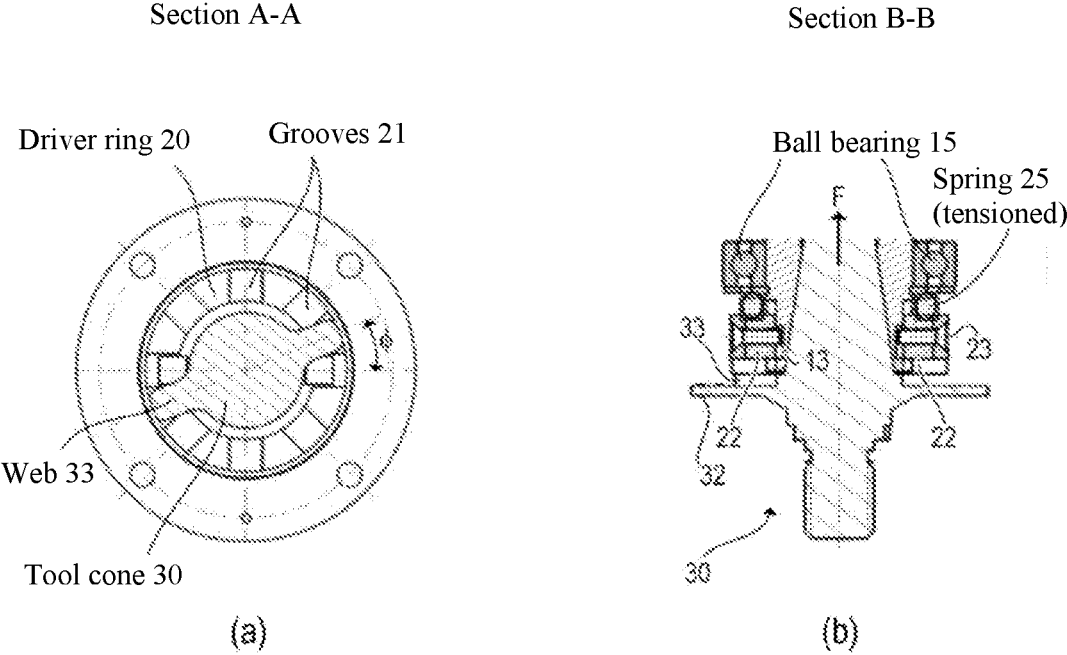 Section A-A
Section B-B
Driver ring 20
Grooves 21
Ball bearing 15
Spring 25
(tensioned)
F
Φ
33
13
23
22
22
32
Web 33
30
Tool cone 30
(a)
(b)